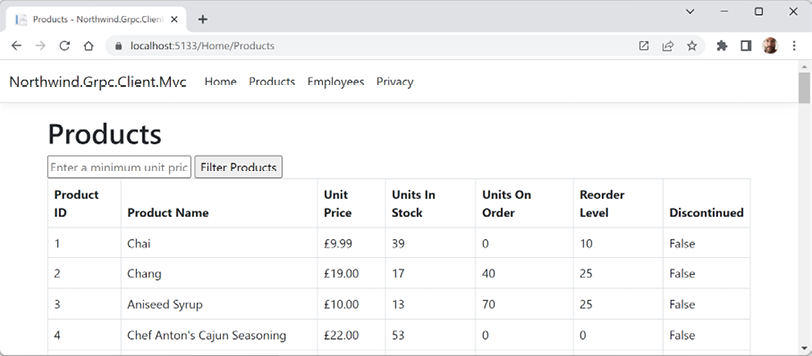 Products - Northwind.Grpc.Client
localhost:5133/Home/Products
Northwind.Grpc.Client.Mvc Home Products Employees Privacy
Products
Enter a minimum unit pric Filter Products
Product ID Product Name Unit Price Units In Stock Units On Order Reorder Level Discontinued
1 Chai £9.99 39 0 10 False
2 Chang £19.00 17 40 25 False
3 Aniseed Syrup £10.00 13 70 25 False
4 Chef Anton's Cajun Seasoning £22.00 53 0 0 False